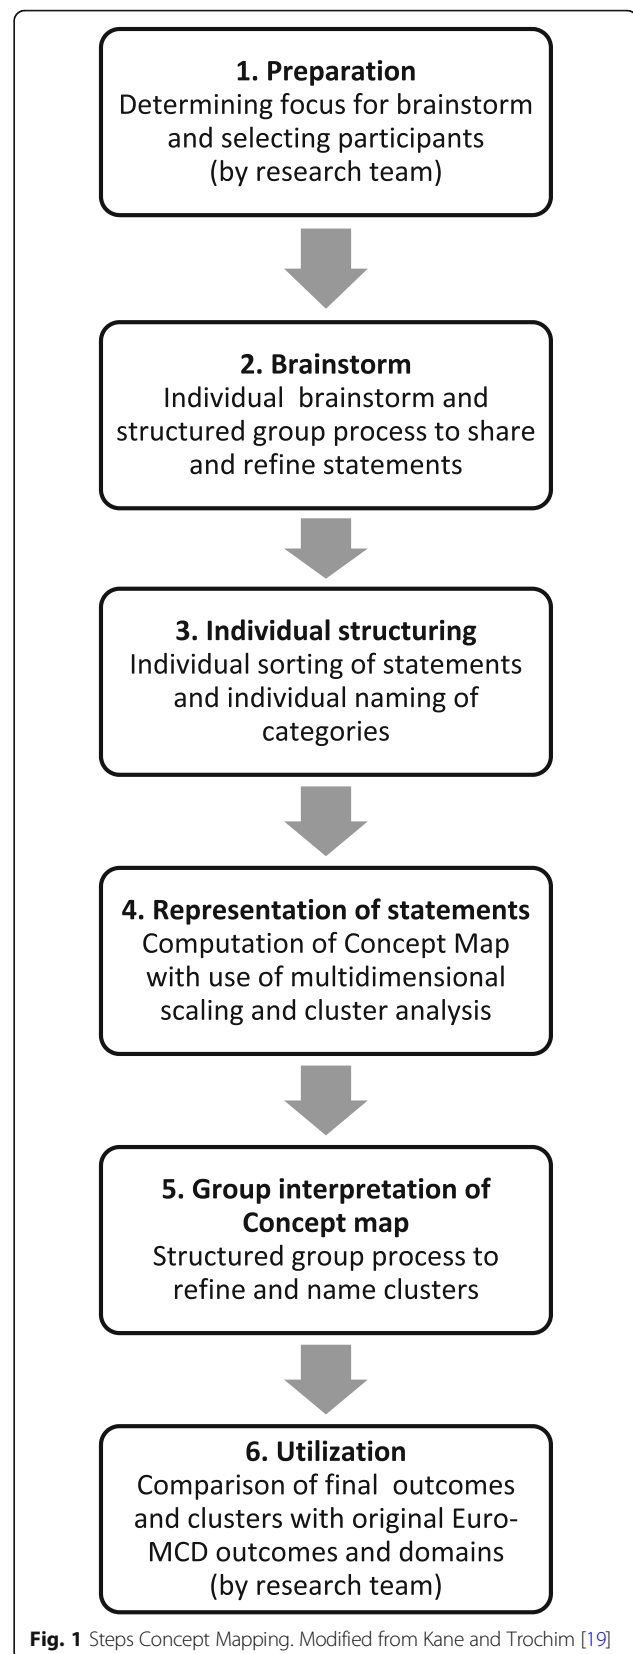 1. Preparation
Determining focus for brainstorm
and selecting participants
(by research team)
2. Brainstorm
Individual  brainstorm and
structured group process to share
and refine statements
3. Individual structuring
Individual sorting of statements
and individual naming of
categories
4. Representation of statements
Computation of Concept Map
with use of multidimensional
scaling and cluster analysis
5. Group interpretation of
Concept map
Structured group process to
refine and name clusters
6. Utilization
Comparison of final  outcomes
and clusters with original Euro-
MCD outcomes and domains
(by research team)
Fig. 1 Steps Concept Mapping. Modified from Kane and Trochim [19]